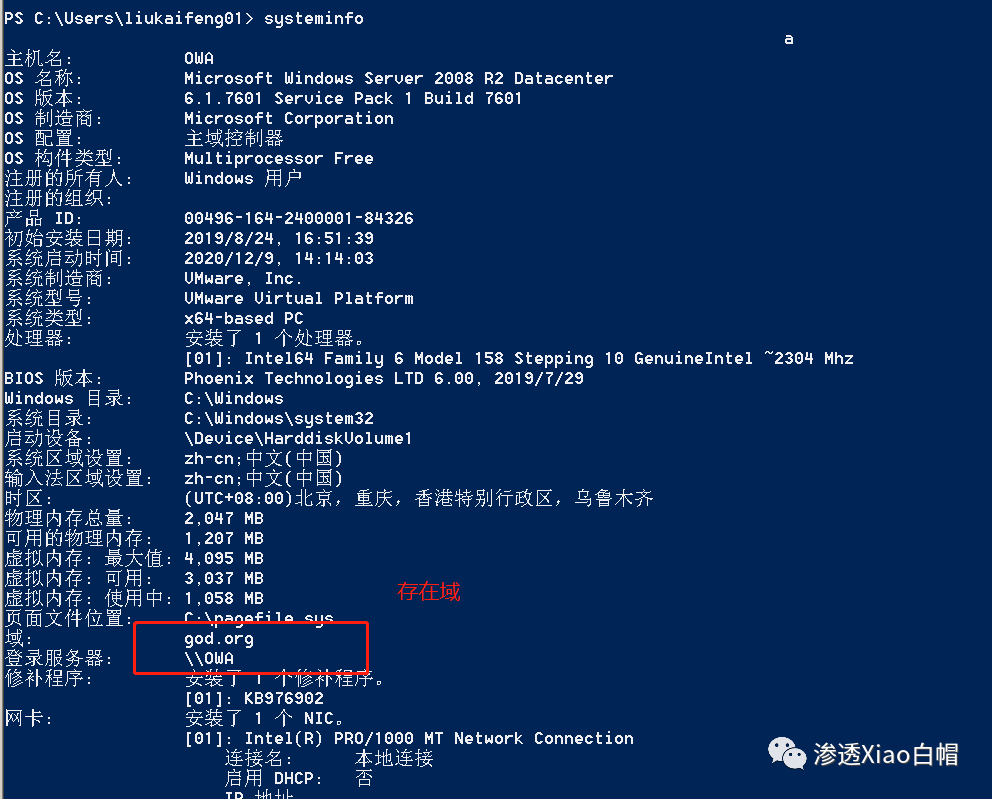 PS C:\Users\liukaifeng01> systeminfo
a
主机名: OWA
OS 名称: Microsoft Windows Server 2008 R2 Datacenter
OS 版本: 6.1.7601 Service Pack 1 Build 7601
OS 制造商: Microsoft Corporation
OS 配置: 主域控制器
OS 构件类型: Multiprocessor Free
注册的所有人: Windows 用户
注册的组织:
产品 ID: 00496-164-2400001-84326
初始安装日期: 2019/8/24, 16:51:39
系统启动时间: 2020/12/9, 14:14:03
系统制造商: VMware, Inc.
系统型号: VMware Virtual Platform
系统类型: x64-based PC
处理器: 安装了 1 个处理器。
[01]: Intel64 Family 6 Model 158 Stepping 10 GenuineIntel ~2304 Mhz
BIOS 版本: Phoenix Technologies LTD 6.00, 2019/7/29
Windows 目录: C:\Windows
系统目录: C:\Windows\system32
启动设备: \Device\HarddiskVolume1
系统区域设置: zh-cn;中文(中国)
输入法区域设置: zh-cn;中文(中国)
时区: (UTC+08:00)北京，重庆，香港特别行政区，乌鲁木齐
物理内存总量: 2,047 MB
可用的物理内存: 1,207 MB
虚拟内存: 最大值: 4,095 MB
虚拟内存: 可用: 3,037 MB
虚拟内存: 使用中: 1,058 MB
存在域
页面文件位置: C:\pagefile.sys
域: god.org
登录服务器: \\OWA
修补程序: 安装了 1 个修补程序。
[01]: KB976902
网卡: 安装了 1 个 NIC。
[01]: Intel(R) PRO/1000 MT Network Connection
连接名: 本地连接
启用 DHCP: 否
IP 地址
渗透Xiao白帽